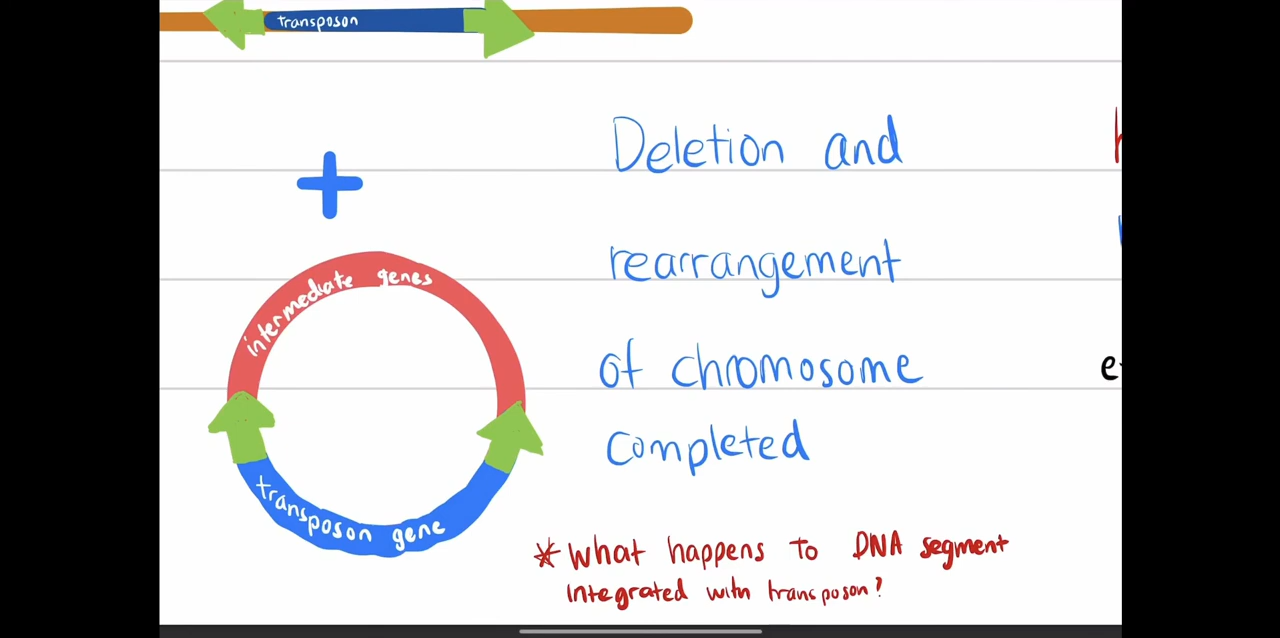 transposon
Deletion and
intermediate genes
rearrangement
of chromosome
completed
transposon gene
*What happens to DNA segment
integrated with transposon?